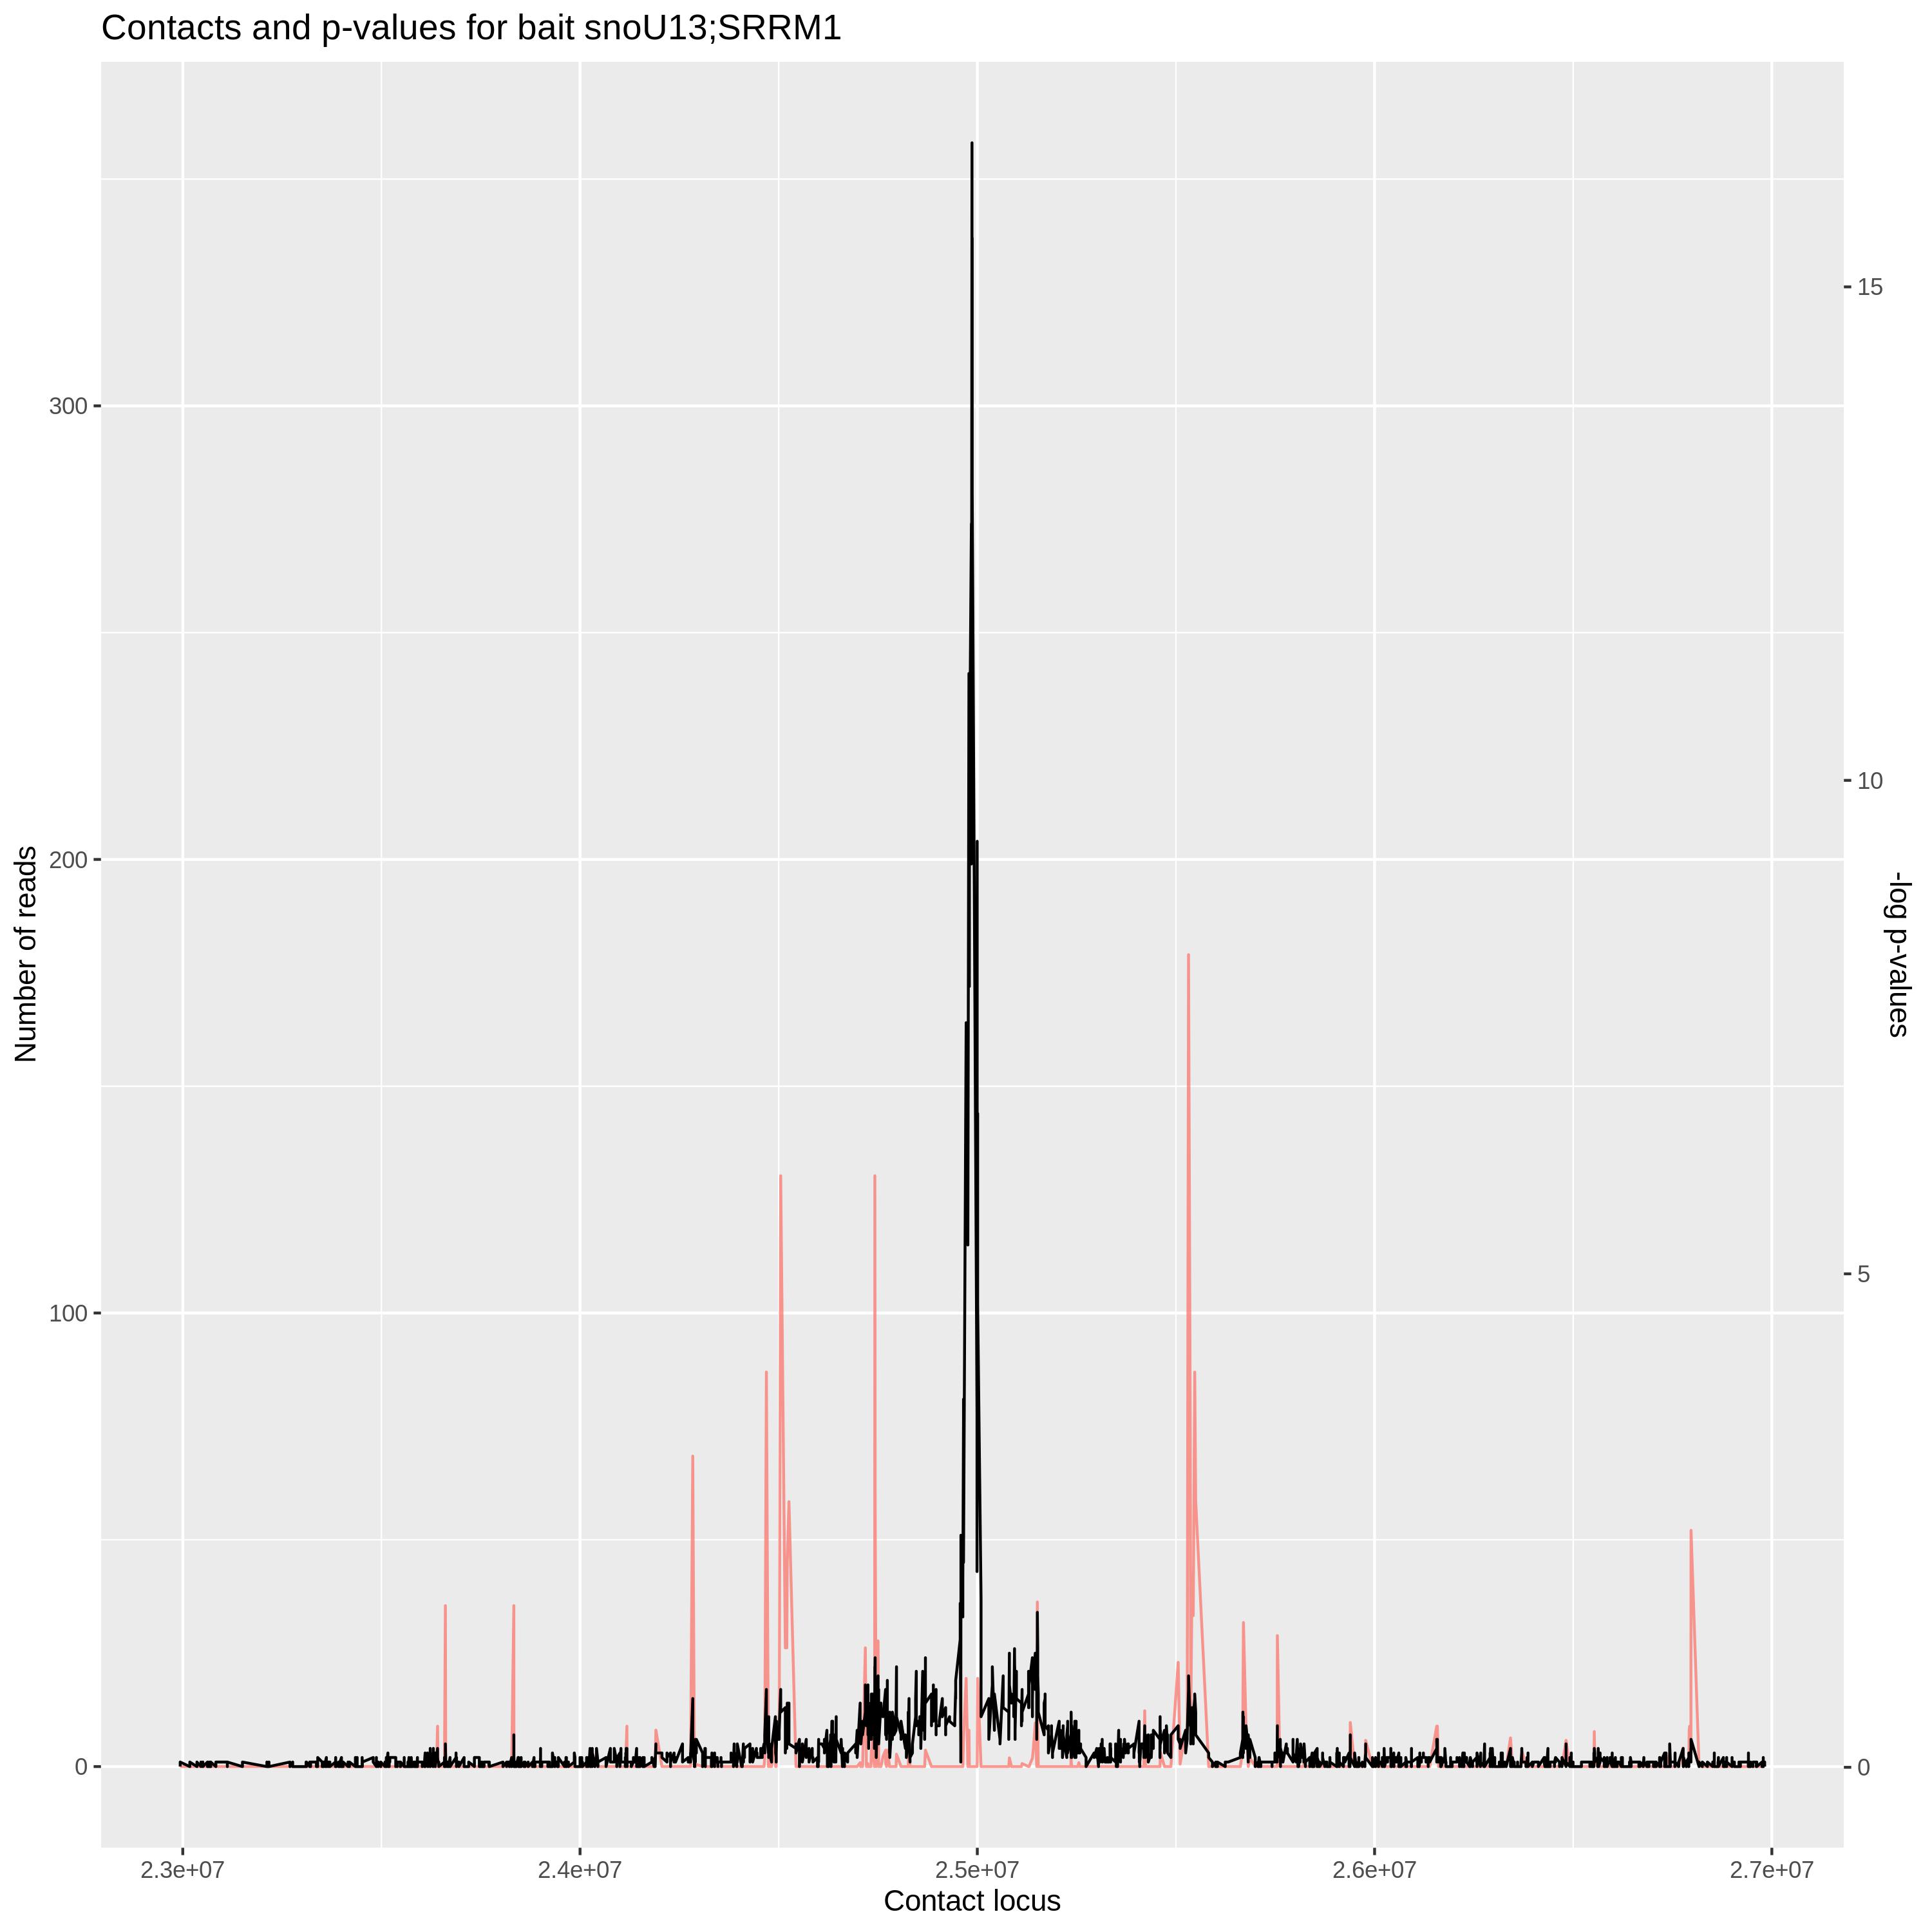 Contacts and p-values for bait snoU13;SRRM1
300
200
100
0
15
10
5
0
Number of reads
-log p-values
2.3e+07 2.4e+07 2.5e+07 2.6e+07 2.7e+07
Contact locus